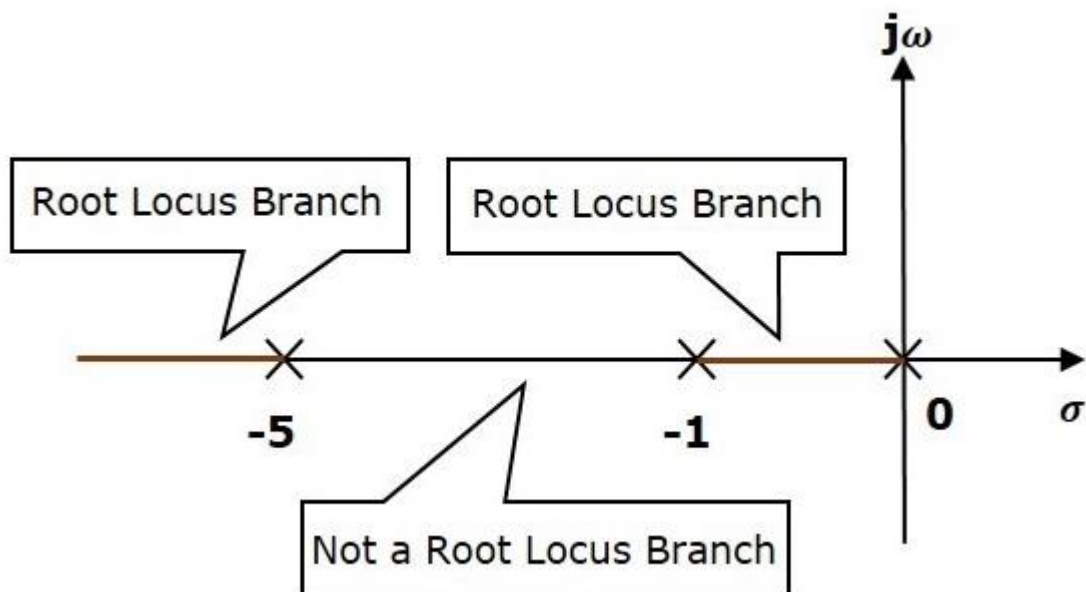 jω
Root Locus Branch
Root Locus Branch
-5
-1
0
σ
Not a Root Locus Branch